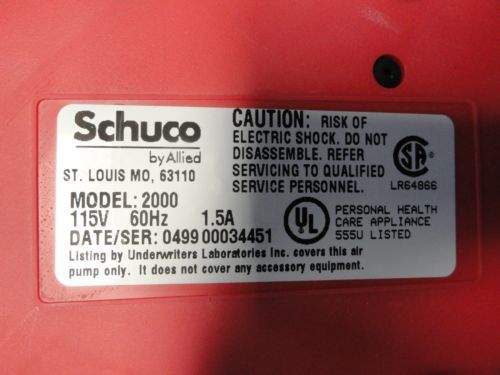 Schuco
by Allied
ST. LOUIS MO, 63110
MODEL: 2000
115V 60Hz 1.5A
DATE/SER: 0499 00034451
Listing by Underwriters Laboratories Inc. covers this air
pump only. It does not cover any accessory equipment.
CAUTION: RISK OF
ELECTRIC SHOCK. DO NOT
DISASSEMBLE. REFER
SERVICING TO QUALIFIED
SERVICE PERSONNEL.
SA
LR64866
UL
PERSONAL HEALTH
CARE APPLIANCE
555U LISTED